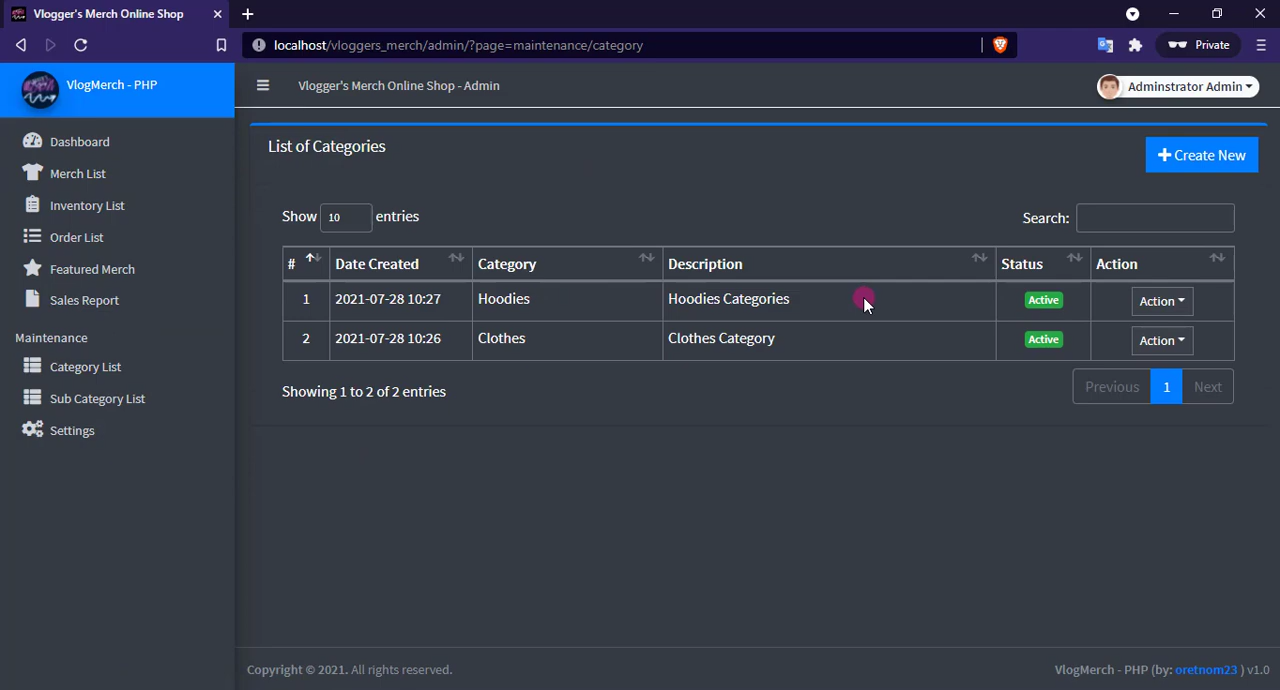 Vlogger's Merch Online Shop
localhost/vloggers_merch/admin/?page=maintenance/category
Private
VlogMerch - PHP
Vlogger's Merch Online Shop - Admin
Adminstrator Admin
Dashboard
Merch List
Inventory List
Order List
Featured Merch
Sales Report
Maintenance
Category List
Sub Category List
Settings
List of Categories
Create New
Show 10 entries
Search:
# Date Created Category Description Status Action
1 2021-07-28 10:27 Hoodies Hoodies Categories Active Action
2 2021-07-28 10:26 Clothes Clothes Category Active Action
Showing 1 to 2 of 2 entries
Previous 1 Next
Copyright © 2021. All rights reserved.
VlogMerch - PHP (by: oretnom23 ) v1.0